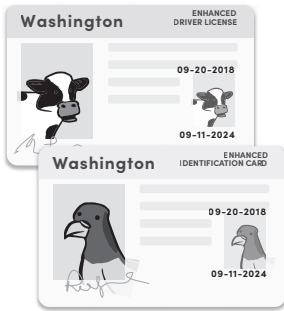 Washington
ENHANCED
DRIVER LICENSE
09-20-2018
09-11-2024
Washington
ENHANCED
IDENTIFICATION CARD
09-20-2018
09-11-2024